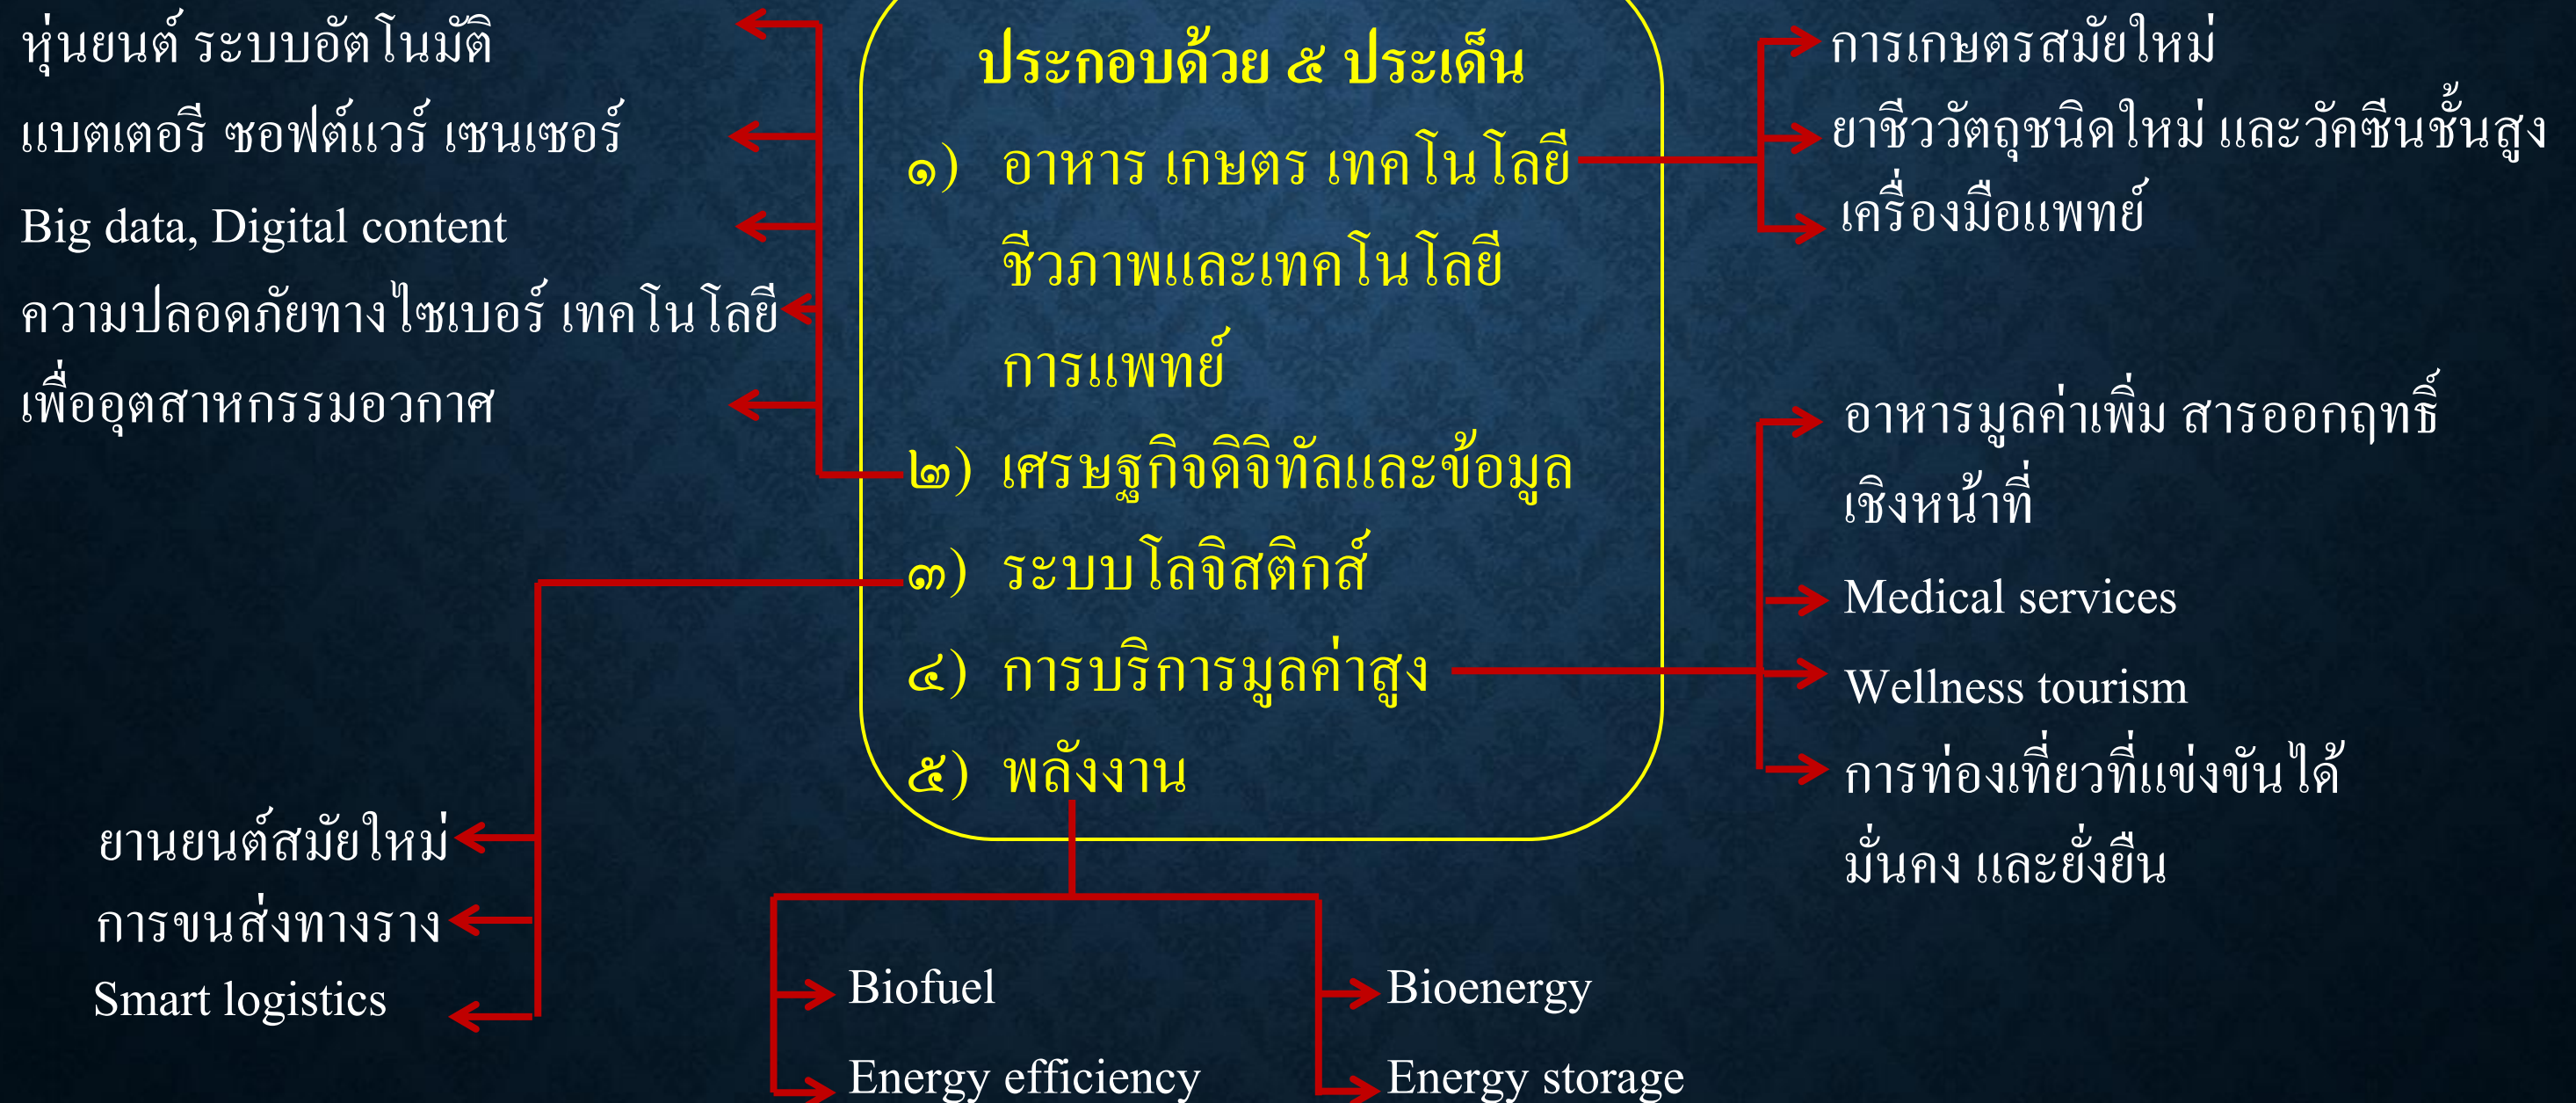 หุ่นยนต์ ระบบอัตโนมัติ
แบตเตอรี ซอฟต์แวร์ เซนเซอร์
Big data, Digital content
ความปลอดภัยทางไซเบอร์ เทคโนโลยี
เพื่ออุตสาหกรรมอวกาศ
ประกอบด้วย ๕ ประเด็น
๑) อาหาร เกษตร เทคโนโลยี
ชีวภาพและเทคโนโลยี
การแพทย์
๒) เศรษฐกิจดิจิทัลและข้อมูล
๓) ระบบโลจิสติกส์
๔) การบริการมูลค่าสูง
๕) พลังงาน
การเกษตรสมัยใหม่
ยาชีววัตถุชนิดใหม่ และวัคซีนชั้นสูง
เครื่องมือแพทย์
อาหารมูลค่าเพิ่ม สารออกฤทธิ์
เชิงหน้าที่
Medical services
Wellness tourism
การท่องเที่ยวที่แข่งขันได้
มั่นคง และยั่งยืน
ยานยนต์สมัยใหม่
การขนส่งทางราง
Smart logistics
Biofuel
Energy efficiency
Bioenergy
Energy storage